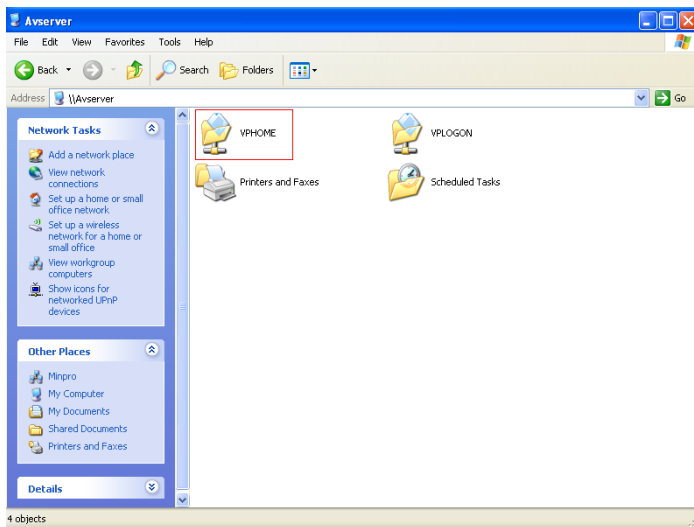 Avserver
File Edit View Favorites Tools Help
Back Search Folders
Address \\Avserver Go
Network Tasks
Add a network place
View network
connections
Set up a home or small
office network
Set up a wireless
network for a home or
small office
View workgroup
computers
Show icons for
networked UPnP
devices
Other Places
Minpro
My Computer
My Documents
Shared Documents
Printers and Faxes
Details
VPHOME
VPLOGON
Printers and Faxes
Scheduled Tasks
4 objects